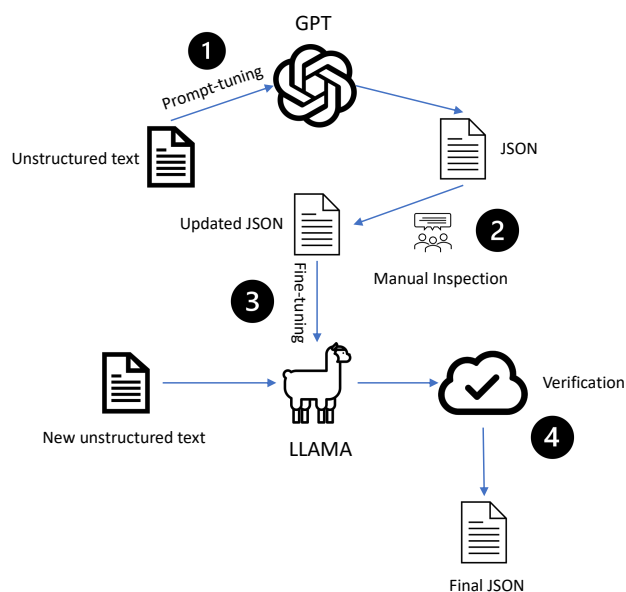 GPT
1
Prompt-tuning
Unstructured text
JSON
Updated JSON
2
Manual Inspection
3
Fine-tuning
New unstructured text
LLAMA
Verification
4
Final JSON